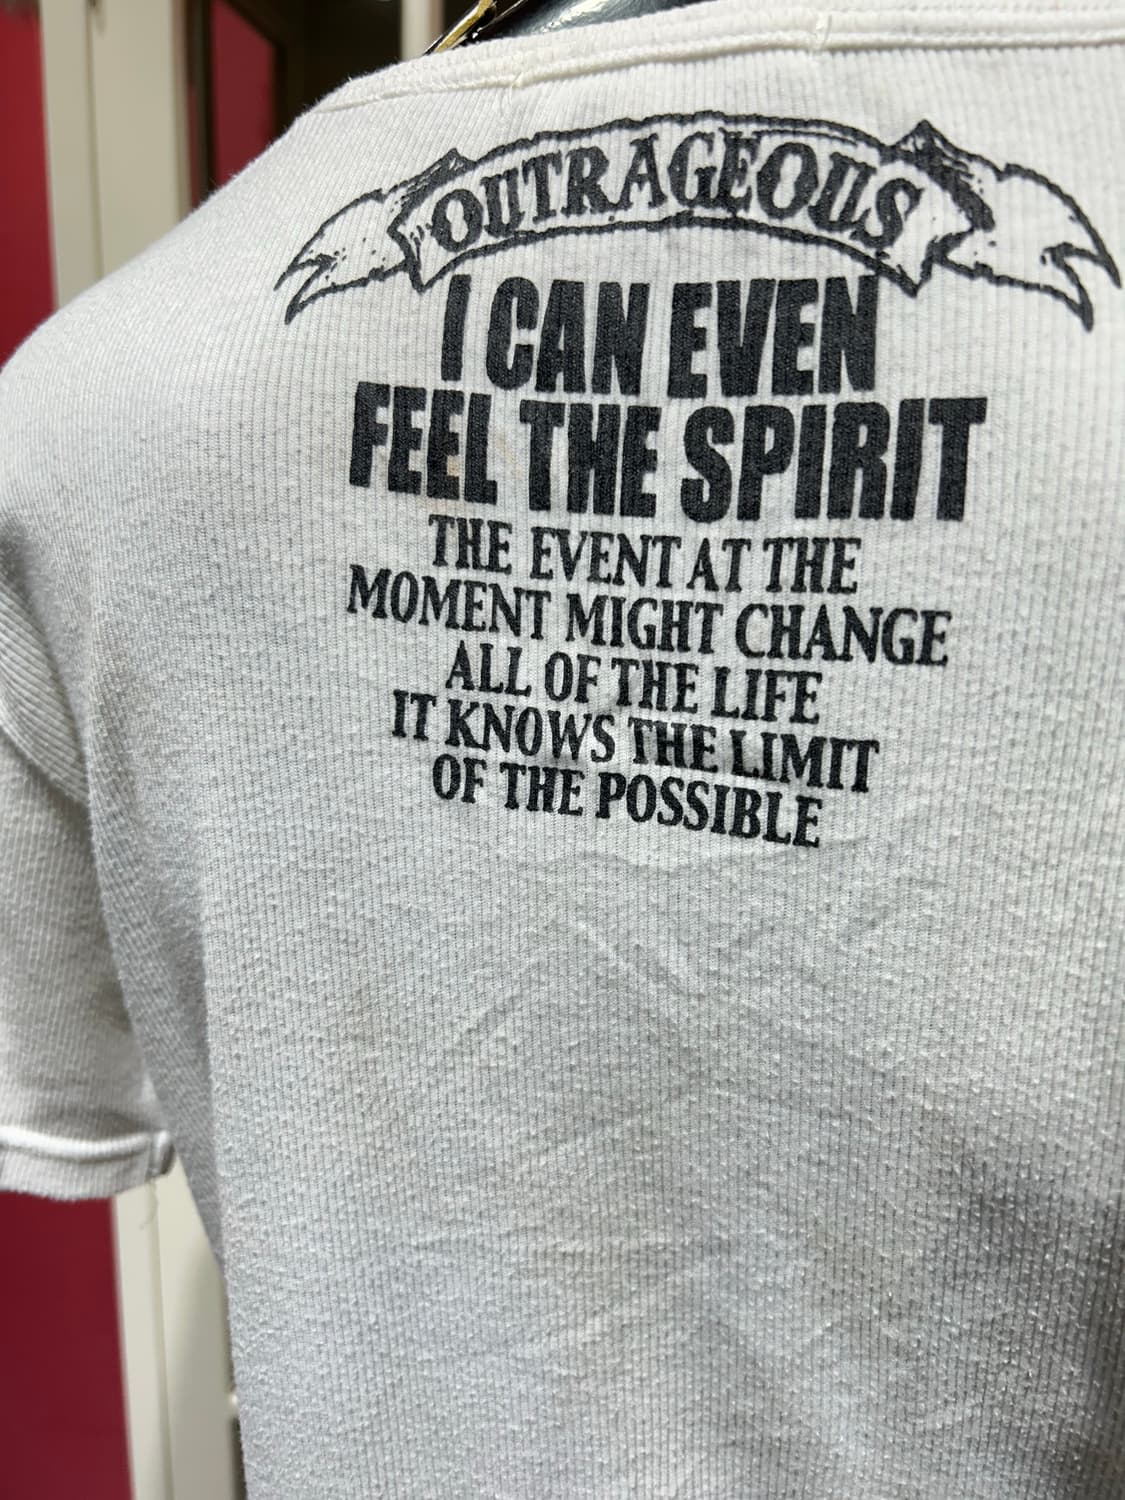 OUTRAGEOUS
I CAN EVEN
FEEL THE SPIRIT
THE EVENT AT THE
MOMENT MIGHT CHANGE
ALL OF THE LIFE
IT KNOWS THE LIMIT
OF THE POSSIBLE